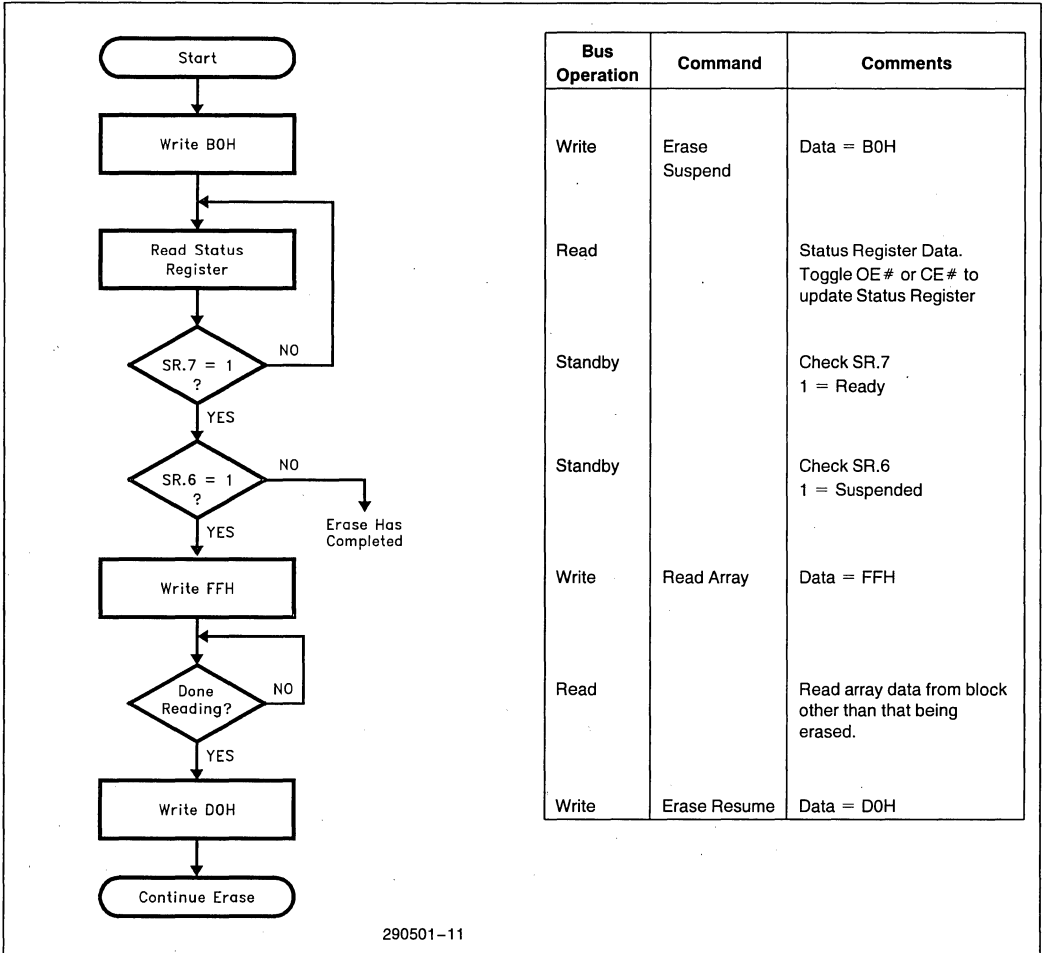 Start
Write B0H
Read Status
Register
SR.7 = 1
?
NO
YES
SR.6 = 1
?
NO
Erase Has
Completed
YES
Write FFH
Done
Reading?
NO
YES
Write D0H
Continue Erase
290501-11
Bus
Operation
Command
Comments
Write
Erase
Suspend
Data = B0H
Read
Status Register Data.
Toggle OE# or CE# to
update Status Register
Standby
Check SR.7
1 = Ready
Standby
Check SR.6
1 = Suspended
Write
Read Array
Data = FFH
Read
Read array data from block
other than that being
erased.
Write
Erase Resume
Data = D0H